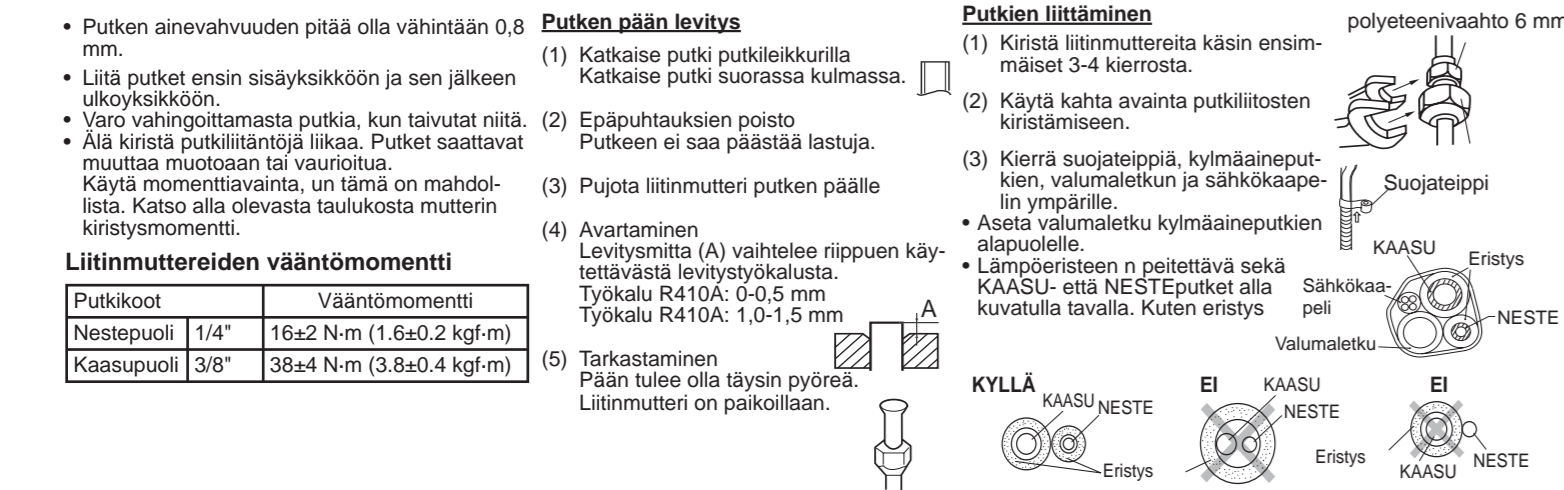 • Putken ainevahvuuden pitää olla vähintään 0,8
mm.
• Liitä putket ensin sisäyksikköön ja sen jälkeen
ulkoyksikköön.
• Varo vahingoittamasta putkia, kun taivutat niitä.
• Älä kiristä putkiliitäntöjä liikaa. Putket saattavat
muuttaa muotoaan tai vaurioitua.
Käytä momenttiavainta, un tämä on mahdol-
lista. Katso alla olevasta taulukosta mutterin
kiristysmomentti.
Liitinmuttereiden vääntömomentti
Putkikoot Vääntömomentti
Nestepuoli 1/4" 16±2 N·m (1.6±0.2 kgf·m)
Kaasupuoli 3/8" 38±4 N·m (3.8±0.4 kgf·m)
Putken pään levitys
(1) Katkaise putki putkileikkurilla
Katkaise putki suorassa kulmassa.
(2) Epäpuhtauksien poisto
Putkeen ei saa päästää lastuja.
(3) Pujota liitinmutteri putken päälle
(4) Avartaminen
Levitysmitta (A) vaihtelee riippuen käy-
tettävästä levitystyökalusta.
Työkalu R410A: 0-0,5 mm
Työkalu R410A: 1,0-1,5 mm
A
(5) Tarkastaminen
Pään tulee olla täysin pyöreä.
Liitinmutteri on paikoillaan.
Putkien liittäminen
(1) Kiristä liitinmuttereita käsin ensim-
mäiset 3-4 kierrosta.
(2) Käytä kahta avainta putkiliitosten
kiristämiseen.
(3) Kierrä suojateippiä, kylmäaineput-
kien, valumaletkun ja sähkökaape-
lin ympärille.
• Aseta valumaletku kylmäaineputkien
alapuolelle.
• Lämpöeristeen n peitettävä sekä
KAASU- että NESTEputket alla
kuvatulla tavalla. Kuten eristys
polyeteenivaahto 6 mm
Suojateippi
KAASU
Eristys
Sähkökaa-
peli
NESTE
Valumaletku
KYLLÄ
KAASU
NESTE
Eristys
EI
KAASU
NESTE
Eristys
EI
KAASU
NESTE